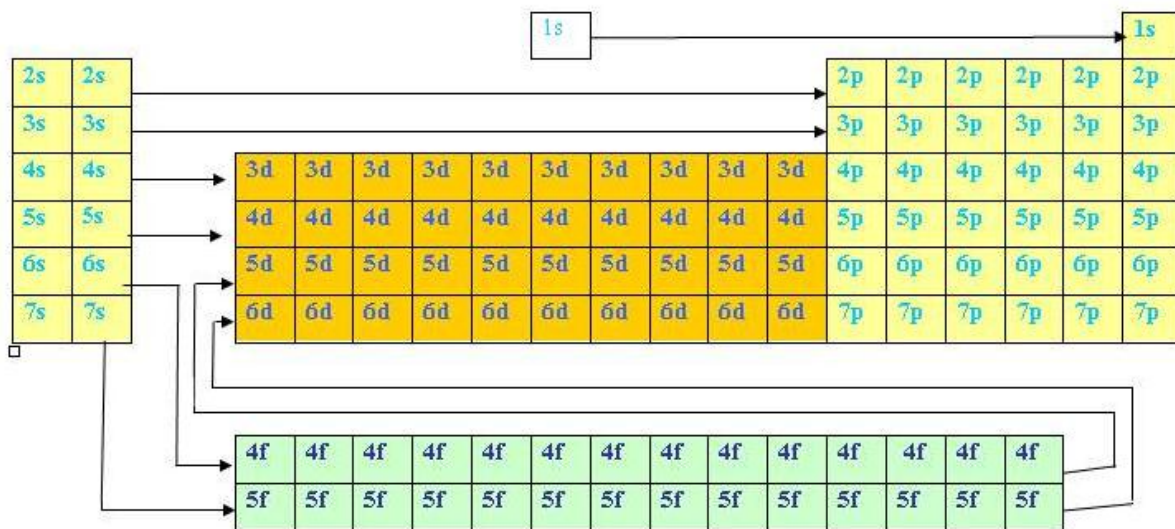 1s 1s
2s 2s 2p 2p 2p 2p 2p 2p
3s 3s 3p 3p 3p 3p 3p 3p
4s 4s 3d 3d 3d 3d 3d 3d 3d 3d 3d 3d 4p 4p 4p 4p 4p 4p
5s 5s 4d 4d 4d 4d 4d 4d 4d 4d 4d 4d 5p 5p 5p 5p 5p 5p
6s 6s 5d 5d 5d 5d 5d 5d 5d 5d 5d 5d 6p 6p 6p 6p 6p 6p
7s 7s 6d 6d 6d 6d 6d 6d 6d 6d 6d 6d 7p 7p 7p 7p 7p 7p
4f 4f 4f 4f 4f 4f 4f 4f 4f 4f 4f 4f 4f 4f
5f 5f 5f 5f 5f 5f 5f 5f 5f 5f 5f 5f 5f 5f